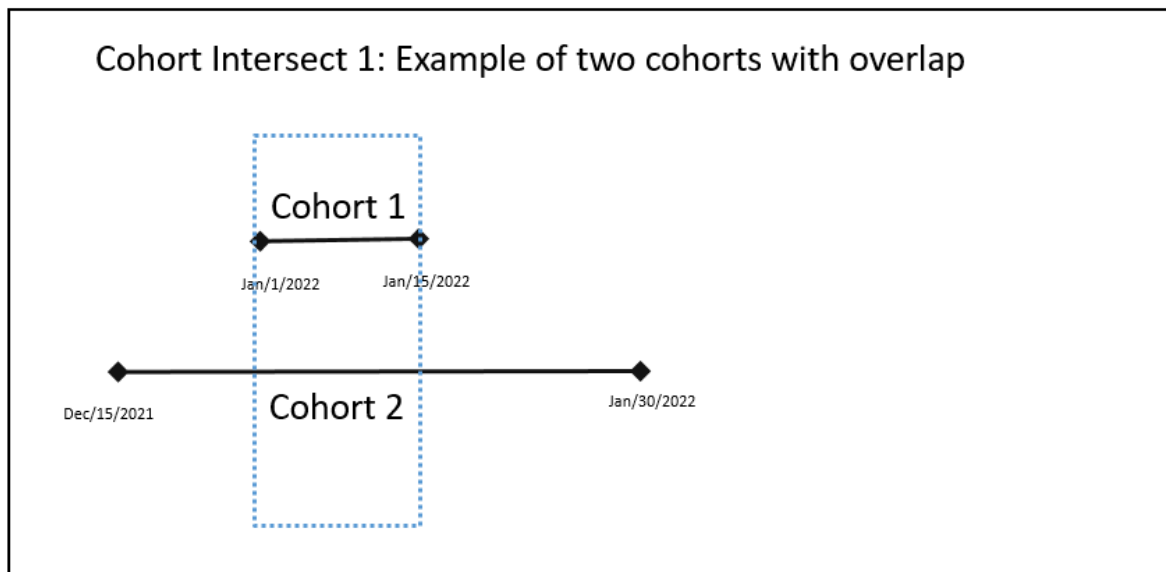 Cohort Intersect 1: Example of two cohorts with overlap
Cohort 1
Jan/1/2022
Jan/15/2022
Cohort 2
Dec/15/2021
Jan/30/2022